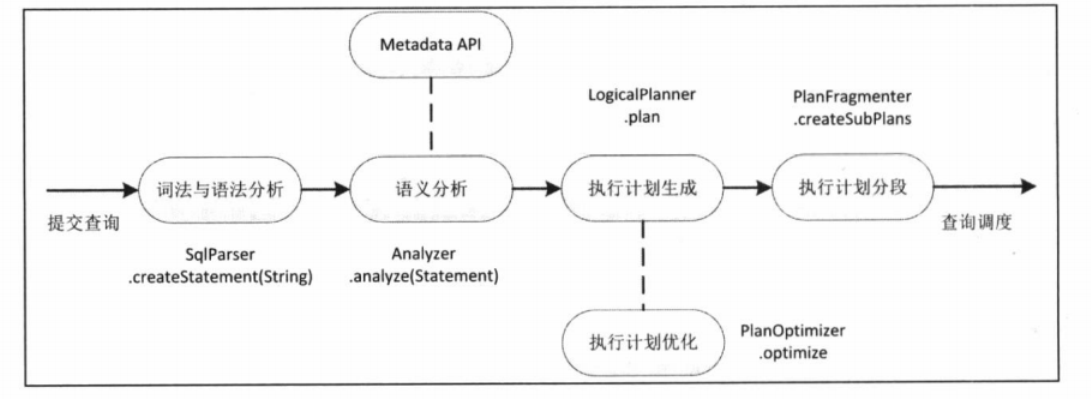 Metadata API
LogicalPlanner
.plan
PlanFragmenter
.createSubPlans
词法与语法分析
语义分析
执行计划生成
执行计划分段
提交查询
查询调度
SqlParser
.createStatement(String)
Analyzer
.analyze(Statement)
执行计划优化
PlanOptimizer
.optimize